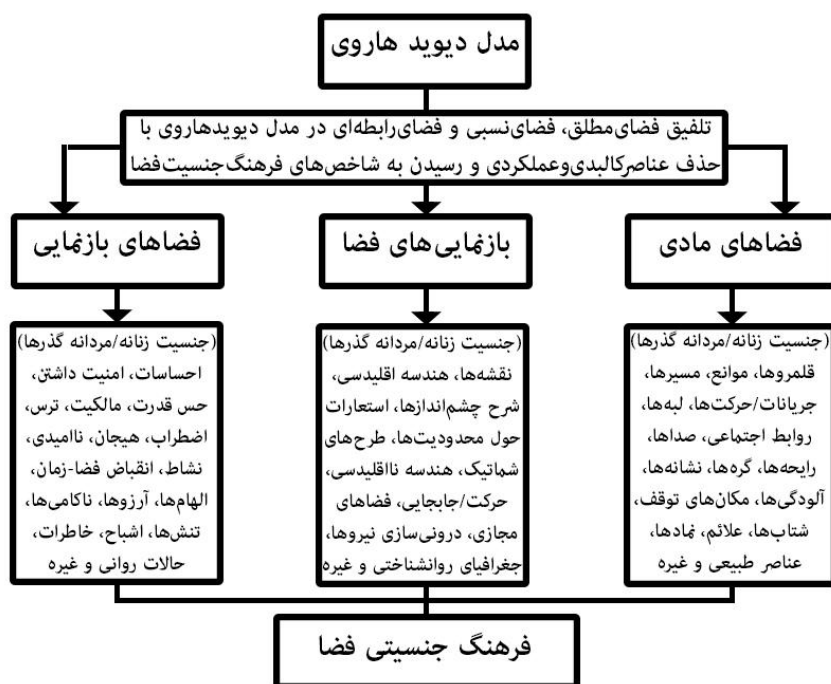 مدل دیوید هاروی
تلفیق فضای‌مطلق، فضای‌نسبی و فضای‌رابطه‌ای در مدل دیویدهاروی با
حذف عناصرکالبدی‌وعملکردی و رسیدن به شاخص‌های فرهنگ‌جنسیت‌فضا
فضاهای مادی
(جنسیت زنانه/مردانه گذرها)
قلمروها، موانع، مسیرها،
جریانات/حرکت‌ها، لبه‌ها،
روابط اجتماعی، صداها،
رایحه‌ها، گره‌ها، نشانه‌ها،
آلودگی‌ها، مکان‌های توقف،
شتاب‌ها، علائم، نمادها،
عناصر طبیعی و غیره
بازنمایی‌های فضا
(جنسیت زنانه/مردانه گذرها)
نقشه‌ها، هندسه اقلیدسی،
شرح چشم‌اندازها، استعارات
حول محدودیت‌ها، طرح‌های
شماتیک، هندسه نااقلیدسی،
حرکت/جابجایی، فضاهای
مجازی، درونی‌سازی نیروها،
جغرافیای روانشناختی و غیره
فضاهای بازنمایی
(جنسیت زنانه/مردانه گذرها)
احساسات، امنیت داشتن،
حس قدرت، مالکیت، ترس،
اضطراب، هیجان، ناامیدی،
نشاط، انقباض فضا-زمان،
الهام‌ها، آرزوها، ناکامی‌ها،
تنش‌ها، اشباح، خاطرات،
حالات روانی و غیره
فرهنگ جنسیتی فضا